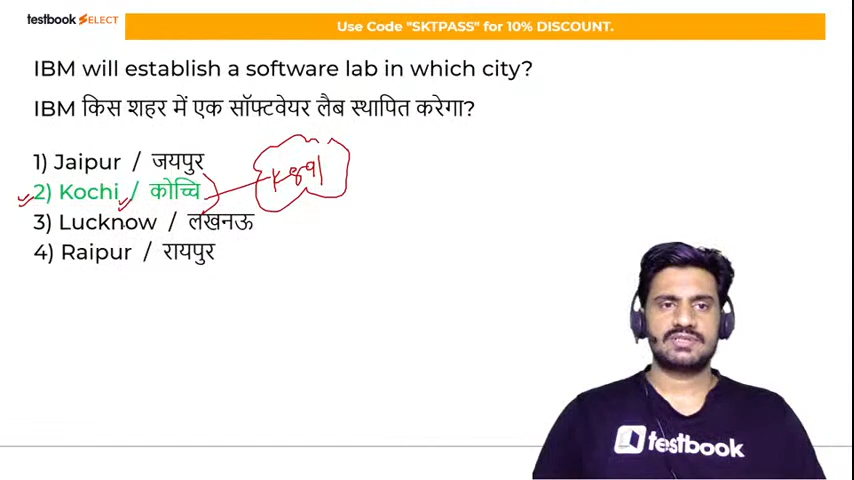 testbook SELECT
Use Code "SKTPASS" for 10% DISCOUNT.
IBM will establish a software lab in which city?
IBM किस शहर में एक सॉफ्टवेयर लैब स्थापित करेगा?
1) Jaipur / जयपुर
2) Kochi / कोच्चि
3) Lucknow / लखनऊ
4) Raipur / रायपुर
testbook